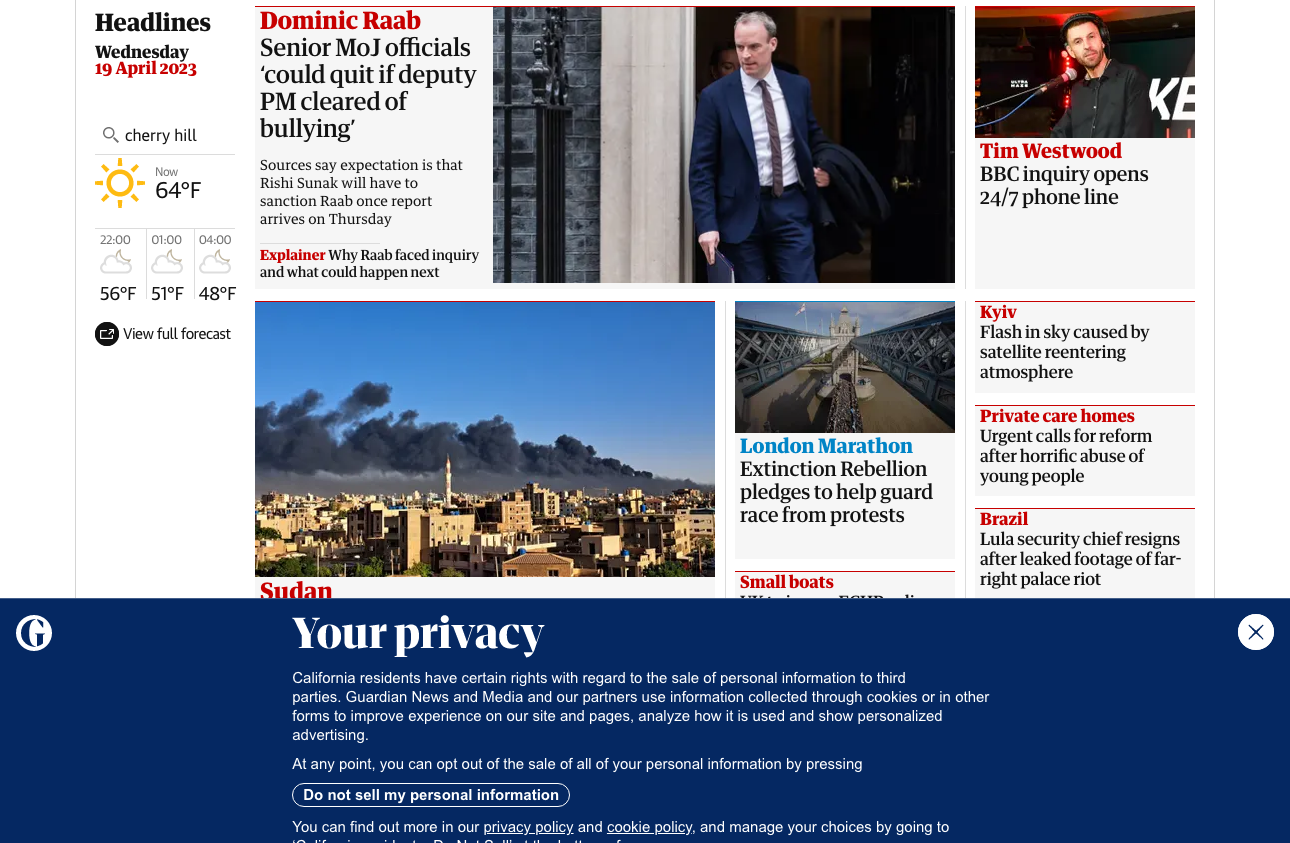 Headlines
Wednesday
19 April 2023
cherry hill
Now
64°F
22:00
01:00
04:00
56°F
51°F
48°F
View full forecast
Dominic Raab
Senior MoJ officials
‘could quit if deputy
PM cleared of
bullying’
Sources say expectation is that
Rishi Sunak will have to
sanction Raab once report
arrives on Thursday
Explainer Why Raab faced inquiry
and what could happen next
Tim Westwood
BBC inquiry opens
24/7 phone line
Sudan
London Marathon
Extinction Rebellion
pledges to help guard
race from protests
Small boats
Kyiv
Flash in sky caused by
satellite reentering
atmosphere
Private care homes
Urgent calls for reform
after horrific abuse of
young people
Brazil
Lula security chief resigns
after leaked footage of far-
right palace riot
Your privacy
California residents have certain rights with regard to the sale of personal information to third
parties. Guardian News and Media and our partners use information collected through cookies or in other
forms to improve experience on our site and pages, analyze how it is used and show personalized
advertising.
At any point, you can opt out of the sale of all of your personal information by pressing
Do not sell my personal information
You can find out more in our privacy policy and cookie policy, and manage your choices by going to